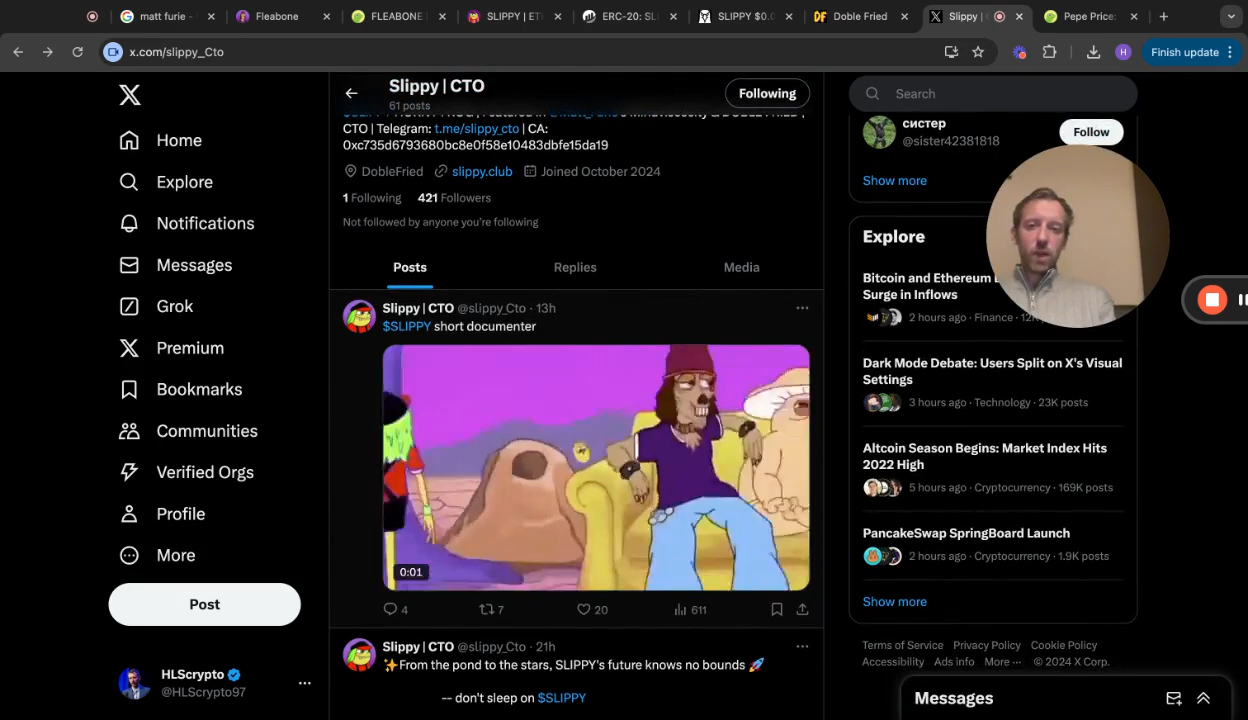 matt furie -
Fleabone
FLEABONE
SLIPPY | ET
ERC-20: SLI
SLIPPY $0.0
Doble Fried
Slippy |
Pepe Price:
x.com/slippy_Cto
H
Finish update
Slippy | CTO
61 posts
Following
CTO | Telegram: t.me/slippy_cto | CA:
0xc735d6793680bc8e0f58e10483dbfe15da19
DobleFried slippy.club Joined October 2024
1 Following 421 Followers
Not followed by anyone you're following
Posts Replies Media
Slippy | CTO @slippy_Cto · 13h
$SLIPPY short documenter
0:01
4 7 20 611
Slippy | CTO @slippy_Cto · 21h
✨From the pond to the stars, SLIPPY's future knows no bounds 🚀
-- don't sleep on $SLIPPY
Home
Explore
Notifications
Messages
Grok
Premium
Bookmarks
Communities
Verified Orgs
Profile
More
Post
HLScrypto
@HLScrypto97
Search
систер
@sister42381818
Follow
Show more
Explore
Bitcoin and Ethereum
Surge in Inflows
2 hours ago · Finance · 12K
Dark Mode Debate: Users Split on X's Visual
Settings
3 hours ago · Technology · 23K posts
Altcoin Season Begins: Market Index Hits
2022 High
5 hours ago · Cryptocurrency · 169K posts
PancakeSwap SpringBoard Launch
2 hours ago · Cryptocurrency · 1.9K posts
Show more
Terms of Service Privacy Policy Cookie Policy
Accessibility Ads info More ··· © 2024 X Corp.
Messages